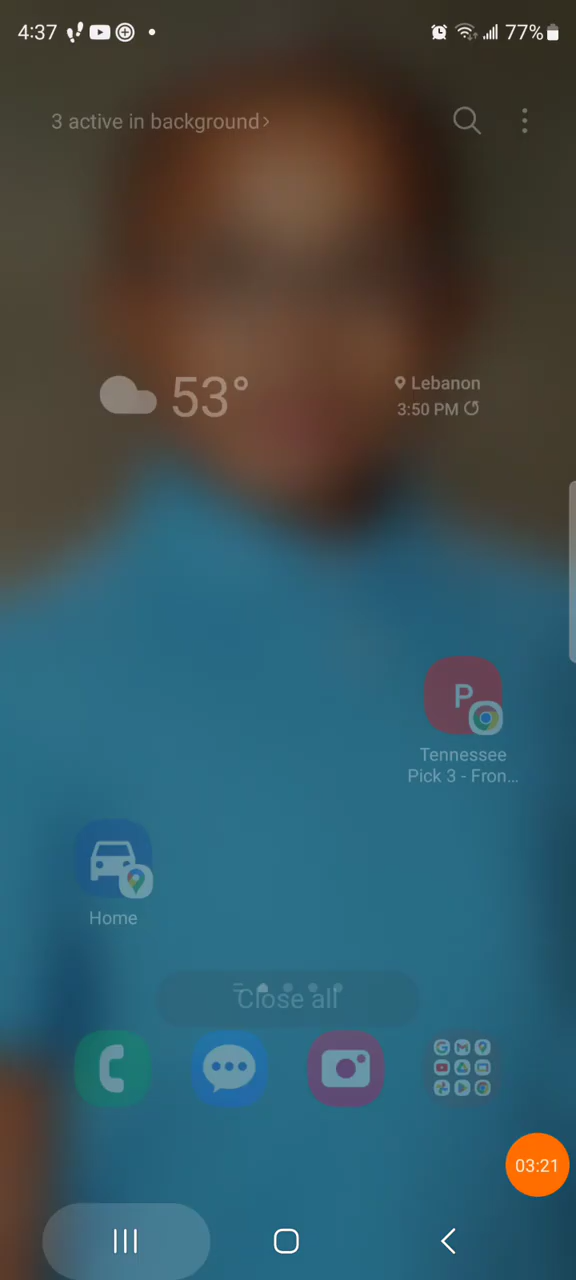 4:37
77%
3 active in background>
53°
Lebanon
3:50 PM
P
Tennessee
Pick 3 - Fron...
Home
Close all
03:21